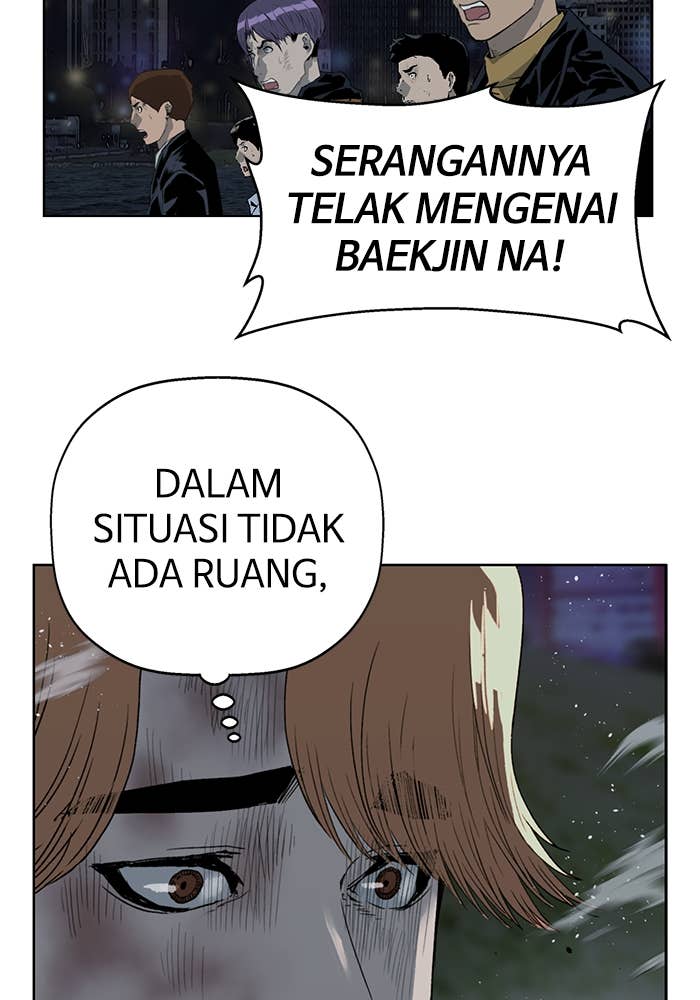 SERANGANNYA
TELAK MENGENAI
BAEKJIN NA!
DALAM
SITUASI TIDAK
ADA RUANG,